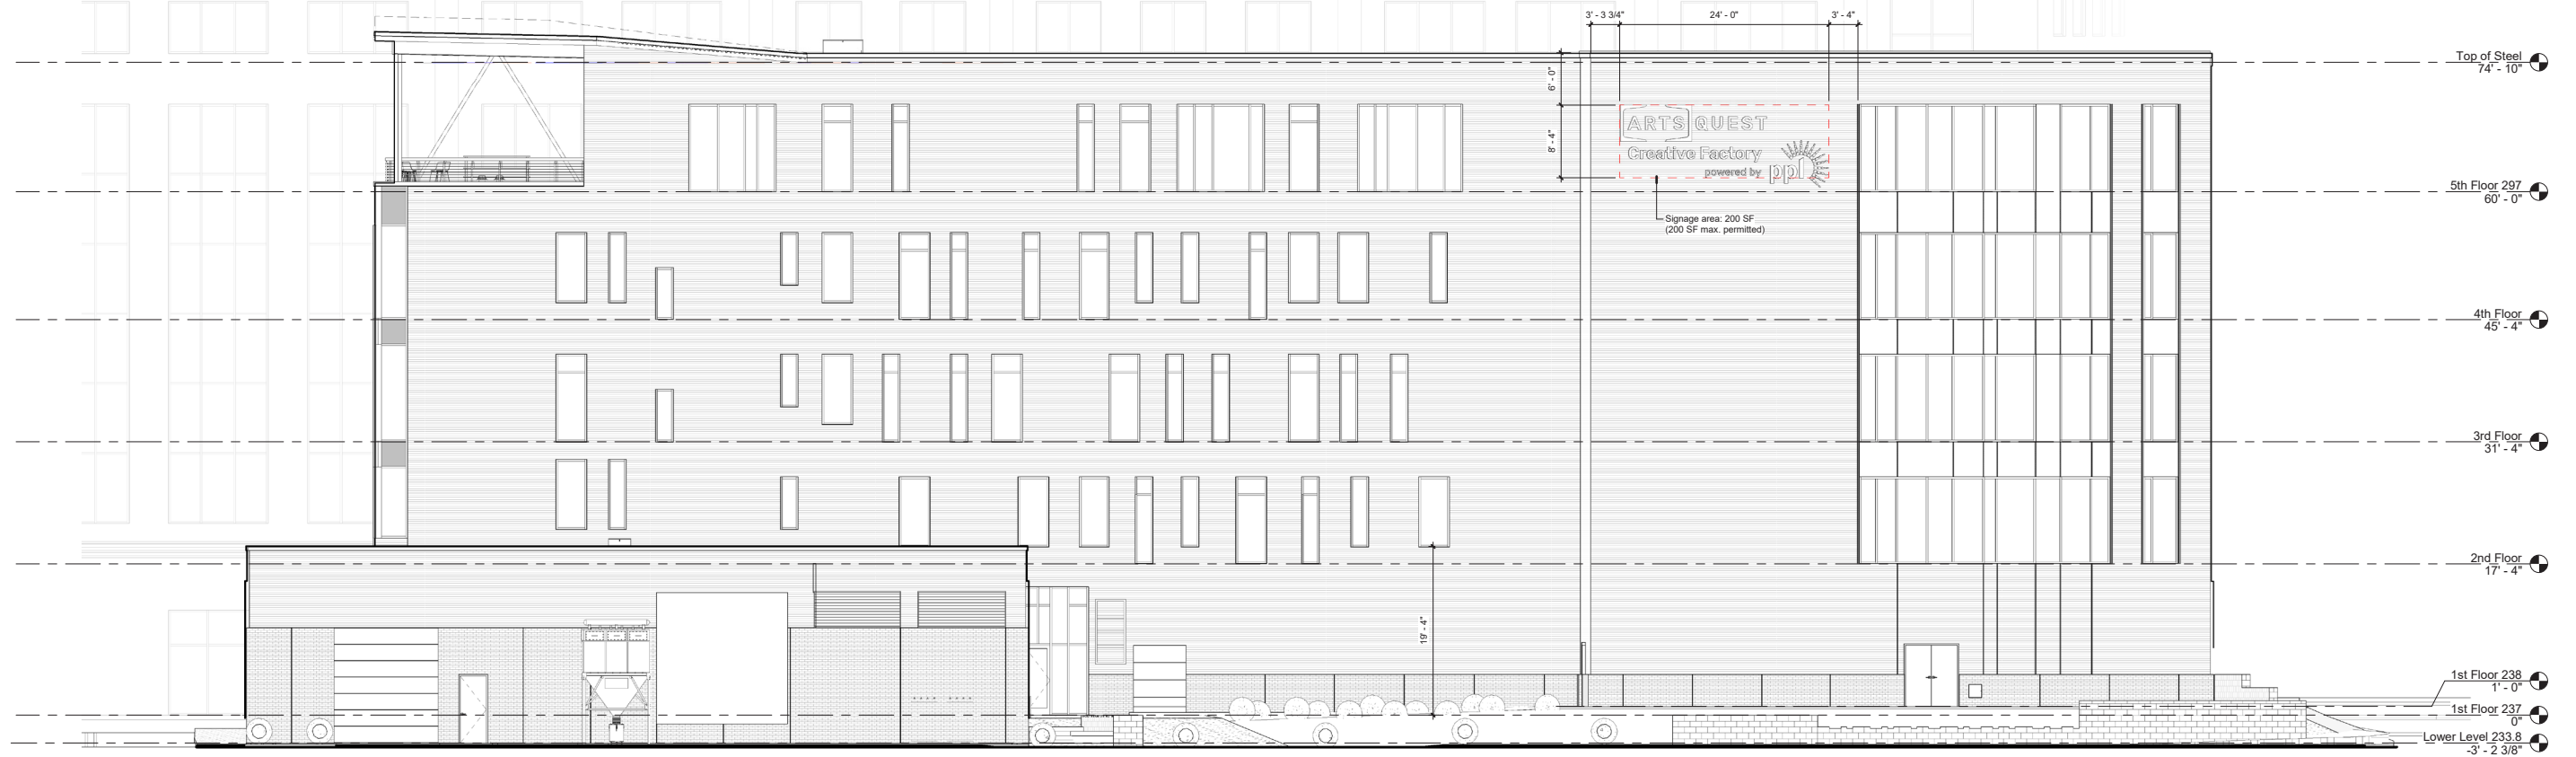 3' - 3 3/4"
24' - 0"
3' - 4"
6' - 0"
8' - 4"
ARTS QUEST
Creative Factory
powered by ppl
Signage area: 200 SF
(200 SF max. permitted)
19' - 4"
Top of Steel
74' - 10"
5th Floor 297
60' - 0"
4th Floor
45' - 4"
3rd Floor
31' - 4"
2nd Floor
17' - 4"
1st Floor 238
1' - 0"
1st Floor 237
0"
Lower Level 233.8
-3' - 2 3/8"